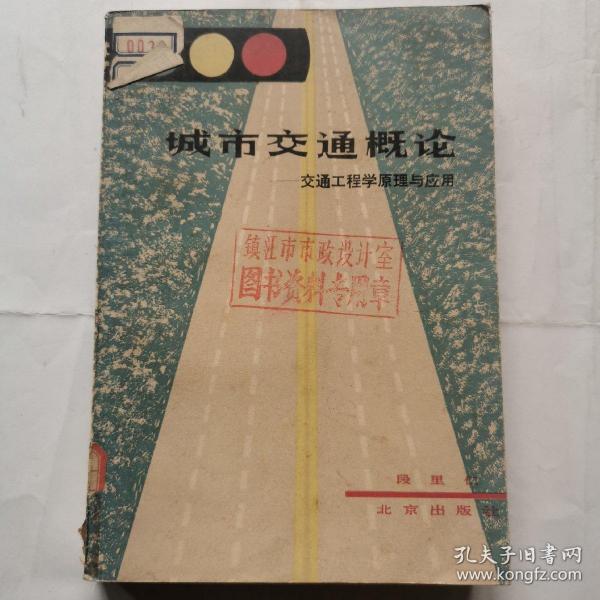 002
城市交通概论
——交通工程学原理与应用
镇江市市政设计室
图书资料专用章
段里
北京出版社
孔夫子旧书网
www.kongfz.com